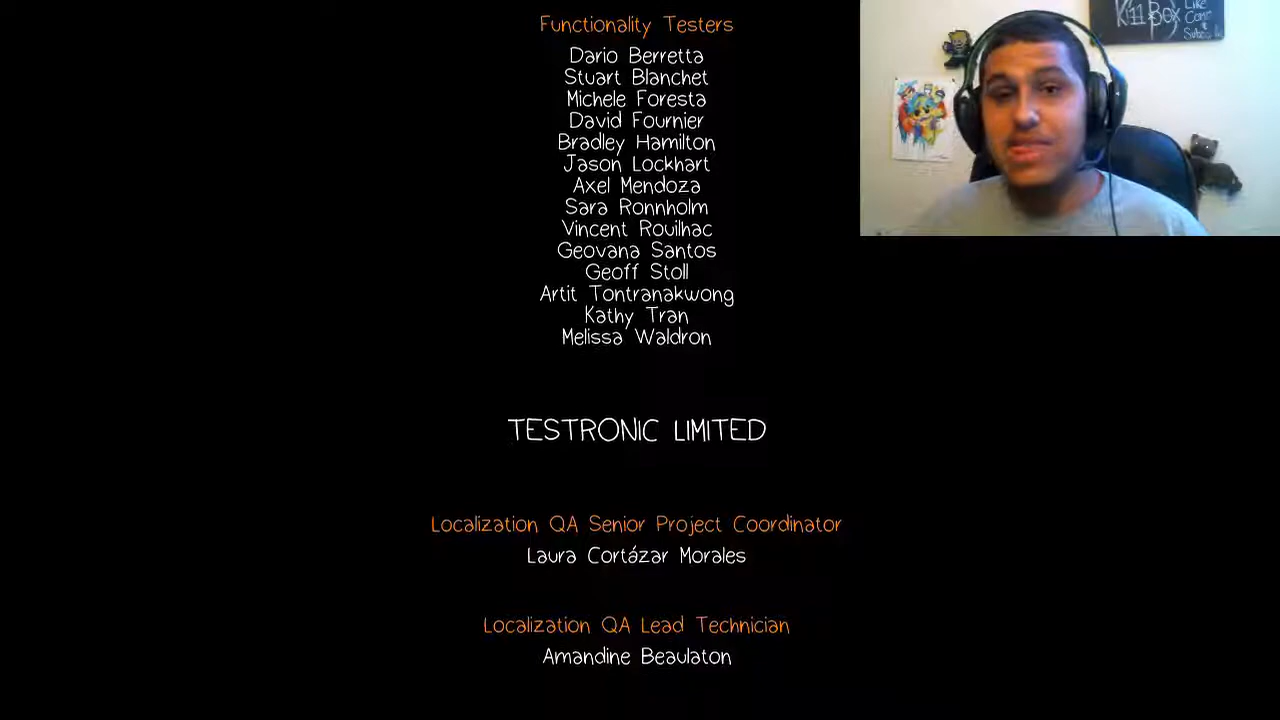 Functionality Testers
Dario Berretta
Stuart Blanchet
Michele Foresta
David Fournier
Bradley Hamilton
Jason Lockhart
Axel Mendoza
Sara Ronnholm
Vincent Rouilhac
Geovana Santos
Geoff Stoll
Artit Tontranakwong
Kathy Tran
Melissa Waldron
TESTRONIC LIMITED
Localization QA Senior Project Coordinator
Laura Cortázar Morales
Localization QA Lead Technician
Amandine Beaulaton
Like